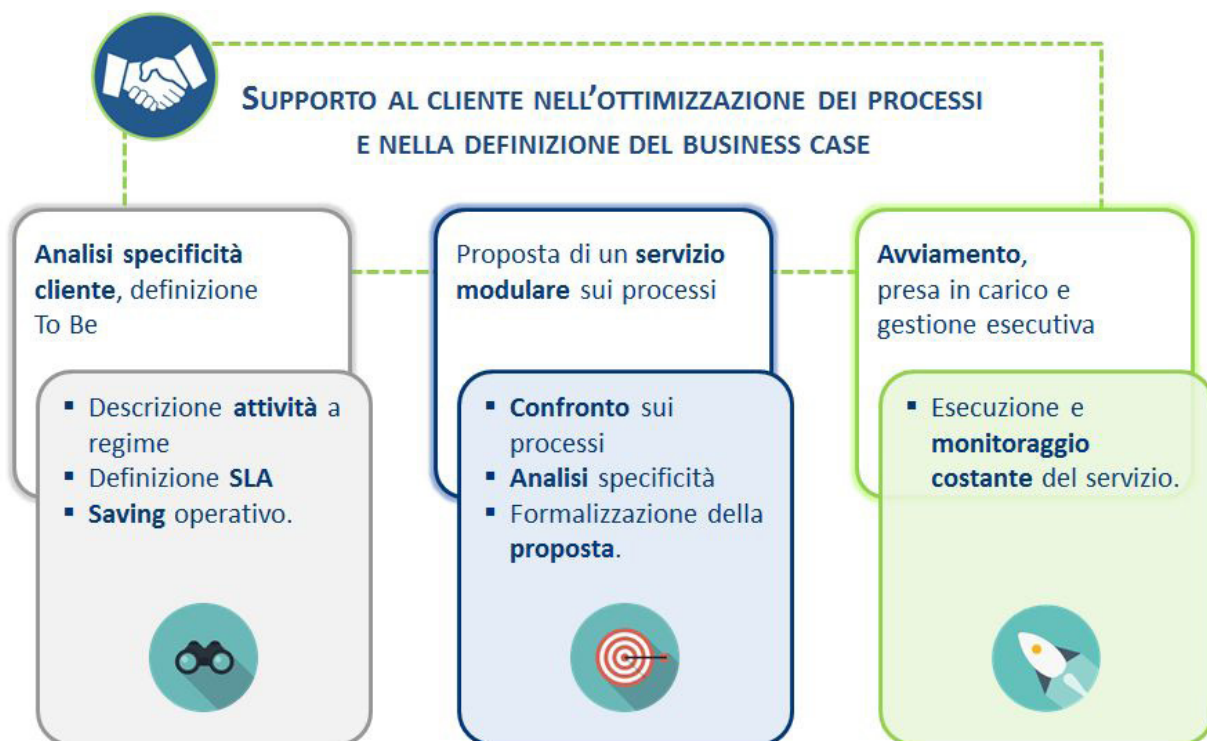 SUPPORTO AL CLIENTE NELL'OTTIMIZZAZIONE DEI PROCESSI
E NELLA DEFINIZIONE DEL BUSINESS CASE
Analisi specificità
cliente, definizione
To Be
▪ Descrizione attività a
regime
▪ Definizione SLA
▪ Saving operativo.
Proposta di un servizio
modulare sui processi
▪ Confronto sui
processi
▪ Analisi specificità
▪ Formalizzazione della
proposta.
Avviamento,
presa in carico e
gestione esecutiva
▪ Esecuzione e
monitoraggio
costante del servizio.